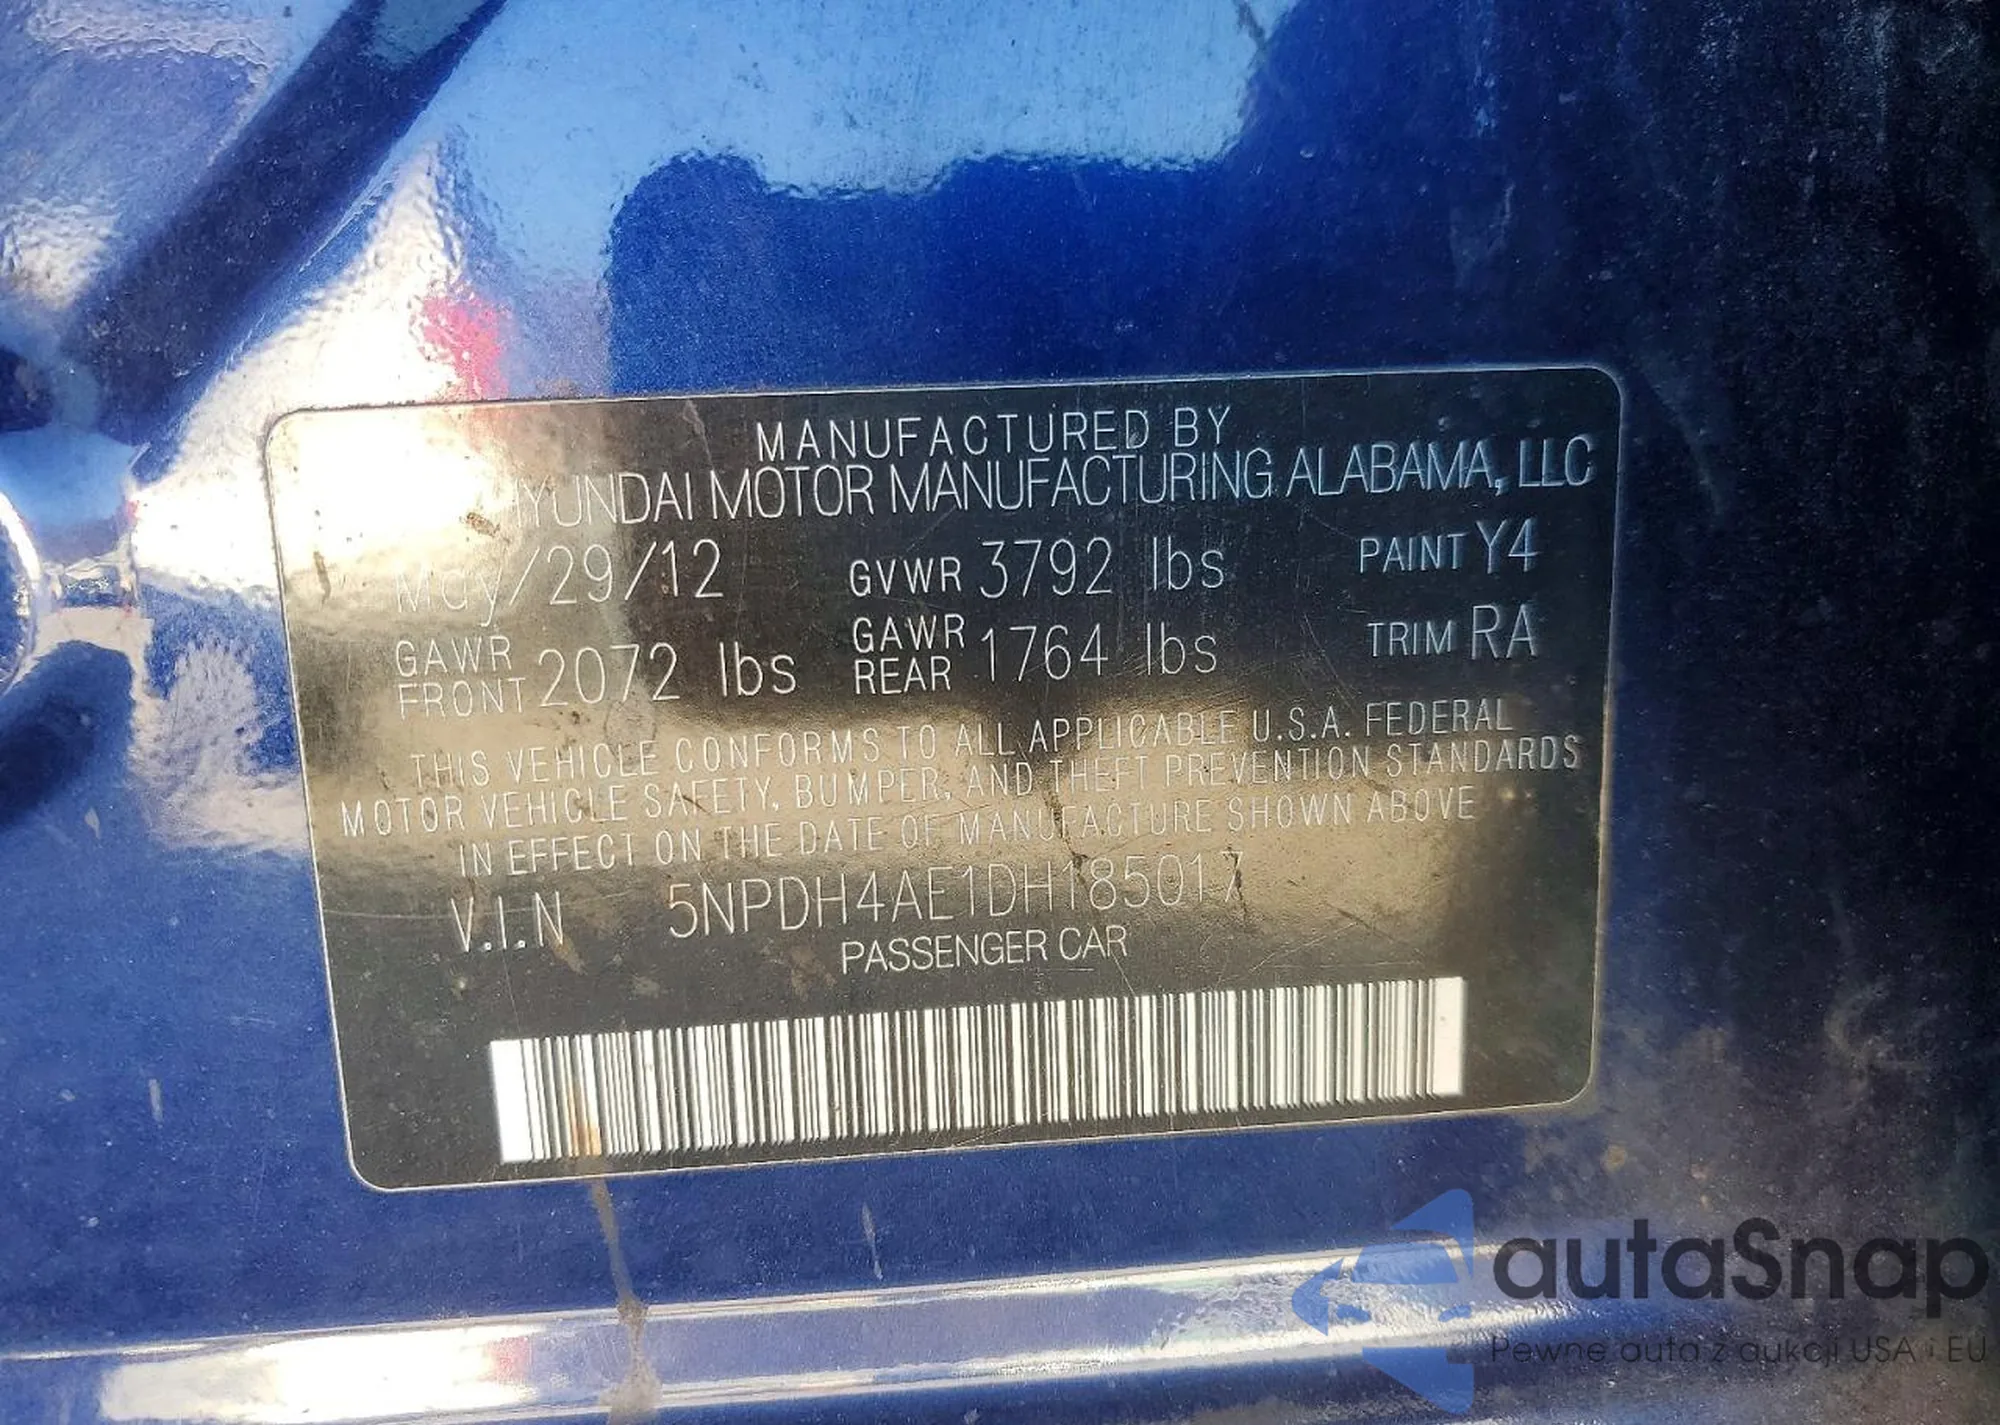 MANUFACTURED BY
HYUNDAI MOTOR MANUFACTURING ALABAMA, LLC
May/29/12 GVWR 3792 lbs PAINT Y4
GAWR FRONT 2072 lbs GAWR REAR 1764 lbs TRIM RA
THIS VEHICLE CONFORMS TO ALL APPLICABLE U.S.A. FEDERAL
MOTOR VEHICLE SAFETY, BUMPER, AND THEFT PREVENTION STANDARDS
IN EFFECT ON THE DATE OF MANUFACTURE SHOWN ABOVE
V.I.N 5NPDH4AE1DH185017
PASSENGER CAR
autaSnap
Pewne auta z aukcji USA i EU